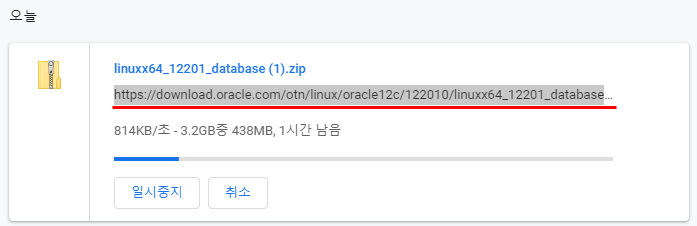 오늘
linuxx64_12201_database (1).zip
https://download.oracle.com/otn/linux/oracle12c/122010/linuxx64_12201_database...
814KB/초 - 3.2GB중 438MB, 1시간 남음
일시중지 취소